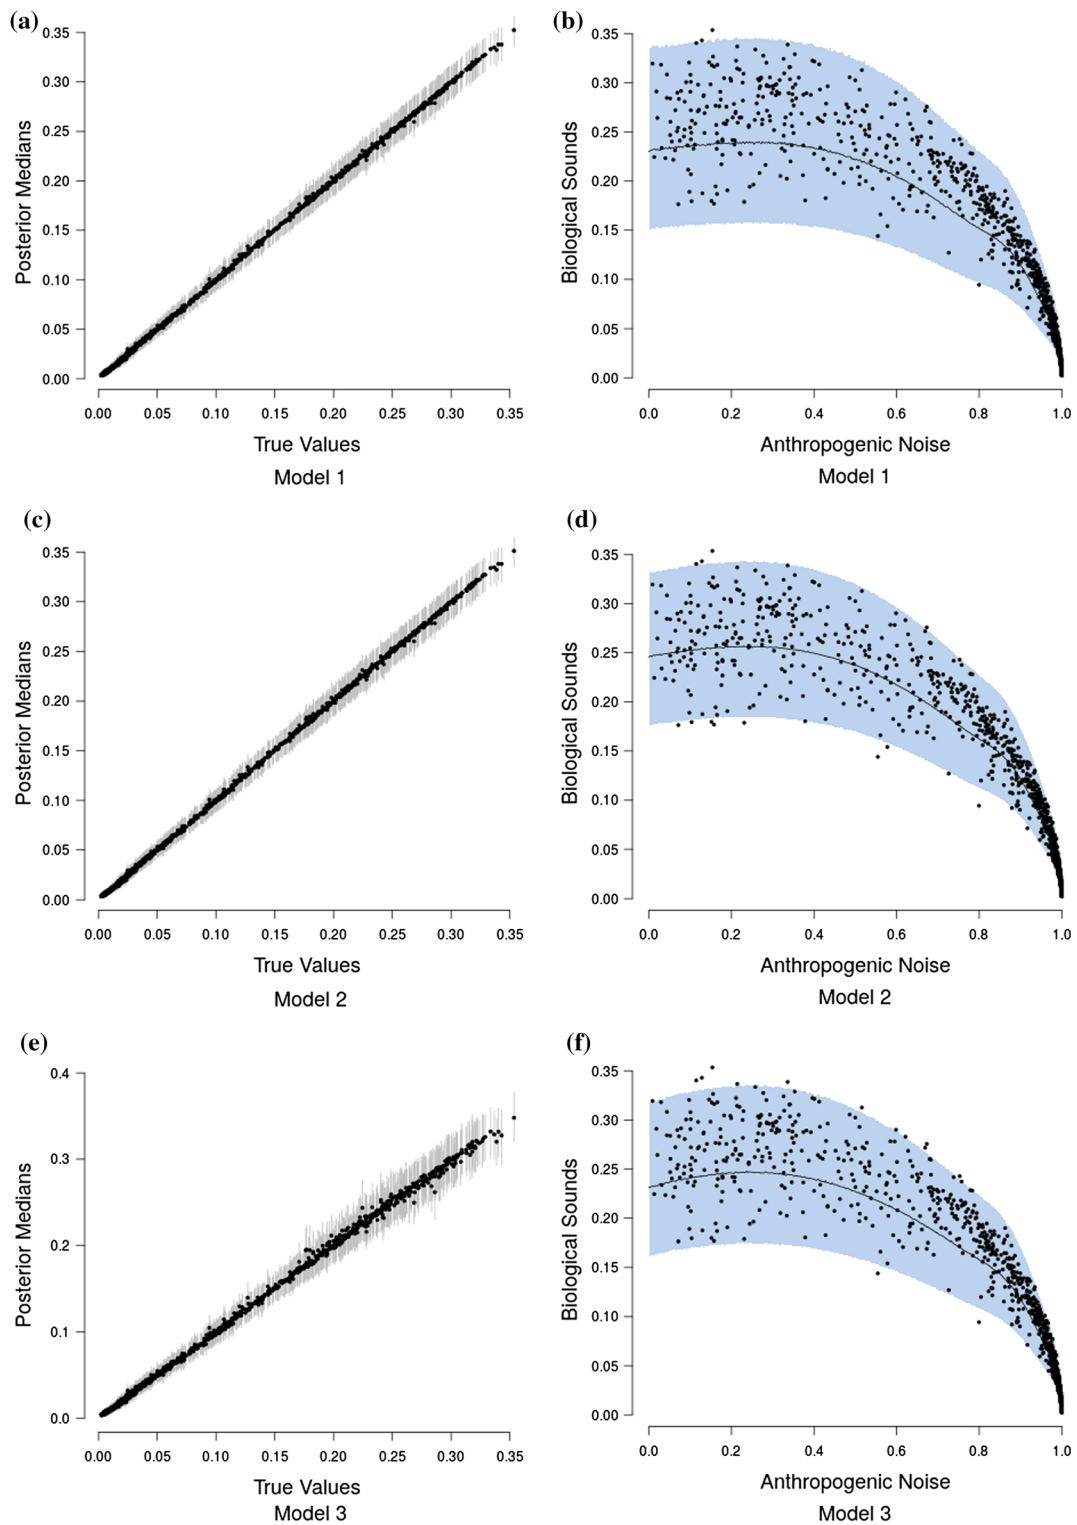 (a)
0.35
0.30
0.25
0.20
0.15
0.10
0.05
0.00
Posterior Medians
0.00 0.05 0.10 0.15 0.20 0.25 0.30 0.35
True Values
Model 1
(b)
0.35
0.30
0.25
0.20
0.15
0.10
0.05
0.00
Biological Sounds
0.0 0.2 0.4 0.6 0.8 1.0
Anthropogenic Noise
Model 1
(c)
0.35
0.30
0.25
0.20
0.15
0.10
0.05
0.00
Posterior Medians
0.00 0.05 0.10 0.15 0.20 0.25 0.30 0.35
True Values
Model 2
(d)
0.35
0.30
0.25
0.20
0.15
0.10
0.05
0.00
Biological Sounds
0.0 0.2 0.4 0.6 0.8 1.0
Anthropogenic Noise
Model 2
(e)
0.4
0.3
0.2
0.1
0.0
Posterior Medians
0.00 0.05 0.10 0.15 0.20 0.25 0.30 0.35
True Values
Model 3
(f)
0.35
0.30
0.25
0.20
0.15
0.10
0.05
0.00
Biological Sounds
0.0 0.2 0.4 0.6 0.8 1.0
Anthropogenic Noise
Model 3